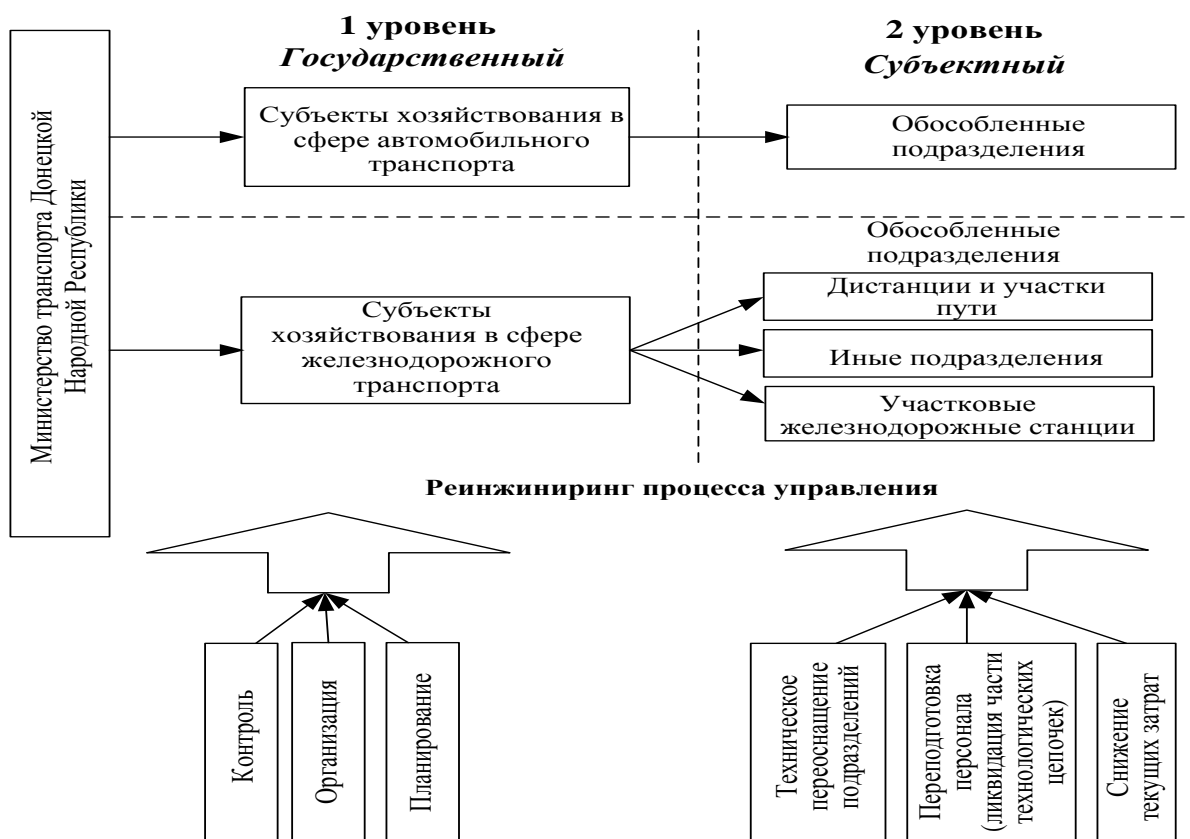 1 уровень
Государственный
2 уровень
Субъектный
Министерство транспорта Донецкой
Народной Республики
Субъекты хозяйствования в
сфере автомобильного
транспорта
Обособленные
подразделения
Обособленные
подразделения
Субъекты
хозяйствования в сфере
железнодорожного
транспорта
Дистанции и участки
пути
Иные подразделения
Участковые
железнодорожные станции
Реинжиниринг процесса управления
Контроль
Организация
Планирование
Техническое
переоснащение
подразделений
Переподготовка
персонала
(ликвидация части
технологических
цепочек)
Снижение
текущих затрат